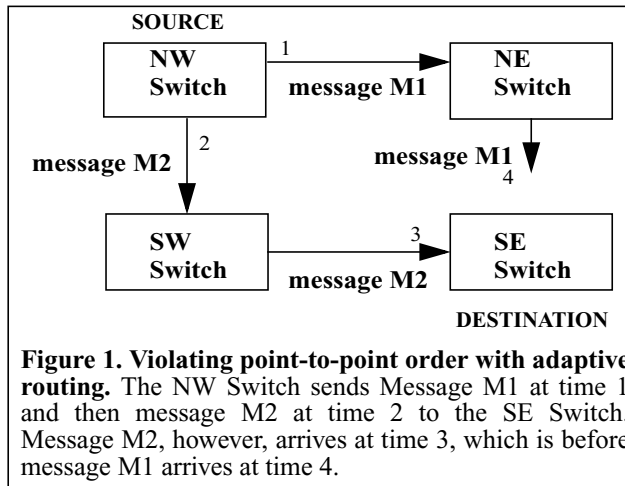 SOURCE
NW
Switch
1
message M1
NE
Switch
message M2
2
message M1
4
SW
Switch
3
message M2
SE
Switch
DESTINATION
Figure 1. Violating point-to-point order with adaptive
routing. The NW Switch sends Message M1 at time 1
and then message M2 at time 2 to the SE Switch.
Message M2, however, arrives at time 3, which is before
message M1 arrives at time 4.